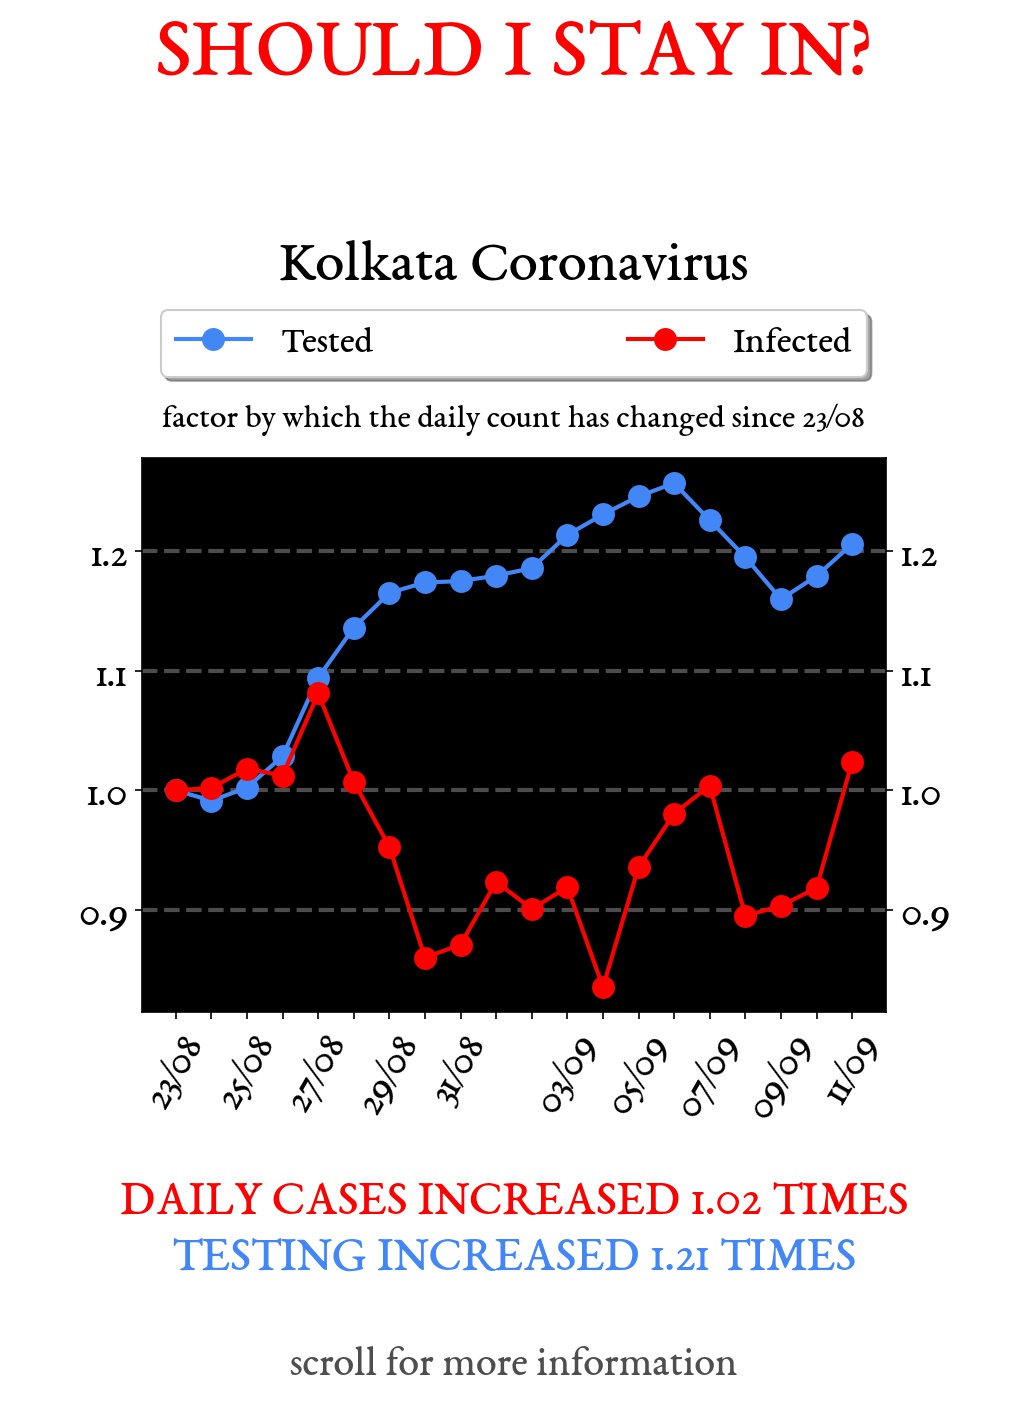 SHOULD I STAY IN?
Kolkata Coronavirus
Tested Infected
factor by which the daily count has changed since 23/08
1.2 1.2
1.1 1.1
1.0 1.0
0.9 0.9
23/08 25/08 27/08 29/08 31/08 03/09 05/09 07/09 09/09 11/09
DAILY CASES INCREASED 1.02 TIMES
TESTING INCREASED 1.21 TIMES
scroll for more information